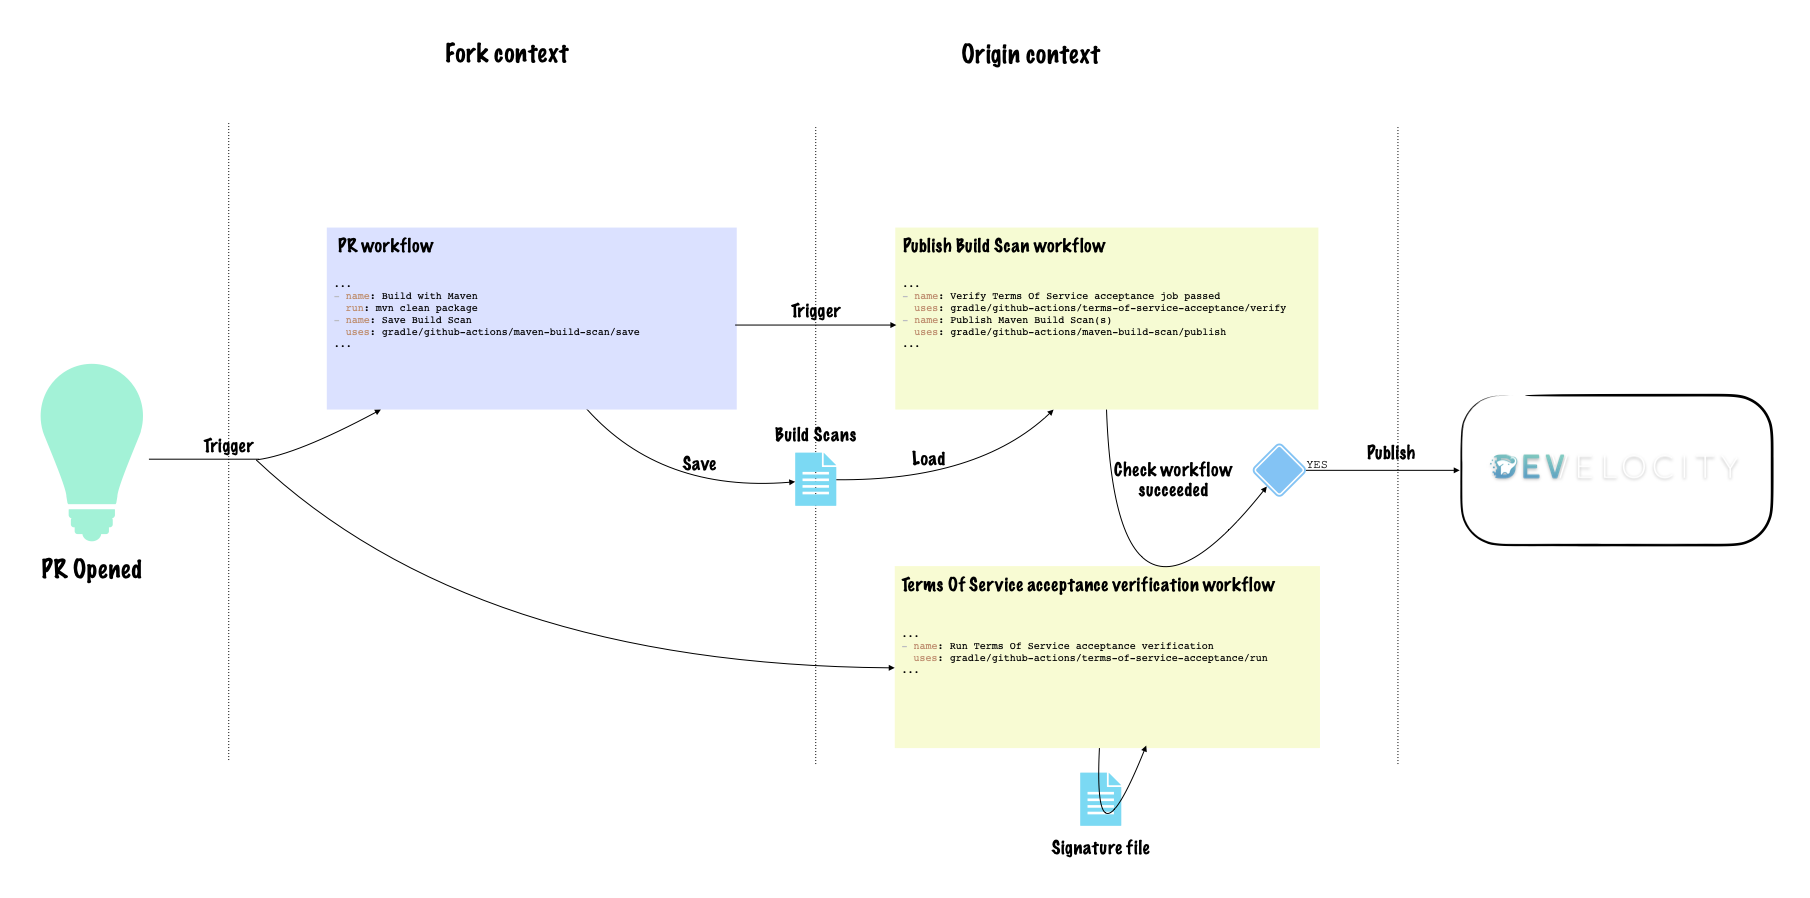 Fork context
Origin context
PR workflow
...
- name: Build with Maven
run: mvn clean package
- name: Save Build Scan
uses: gradle/github-actions/maven-build-scan/save
...
Trigger
Publish Build Scan workflow
...
- name: Verify Terms Of Service acceptance job passed
uses: gradle/github-actions/terms-of-service-acceptance/verify
- name: Publish Maven Build Scan(s)
uses: gradle/github-actions/maven-build-scan/publish
...
Trigger
PR Opened
Save
Build Scans
Load
Check workflow
succeeded
YES
Publish
DEVELOCITY
Terms Of Service acceptance verification workflow
...
- name: Run Terms Of Service acceptance verification
uses: gradle/github-actions/terms-of-service-acceptance/run
...
Signature file